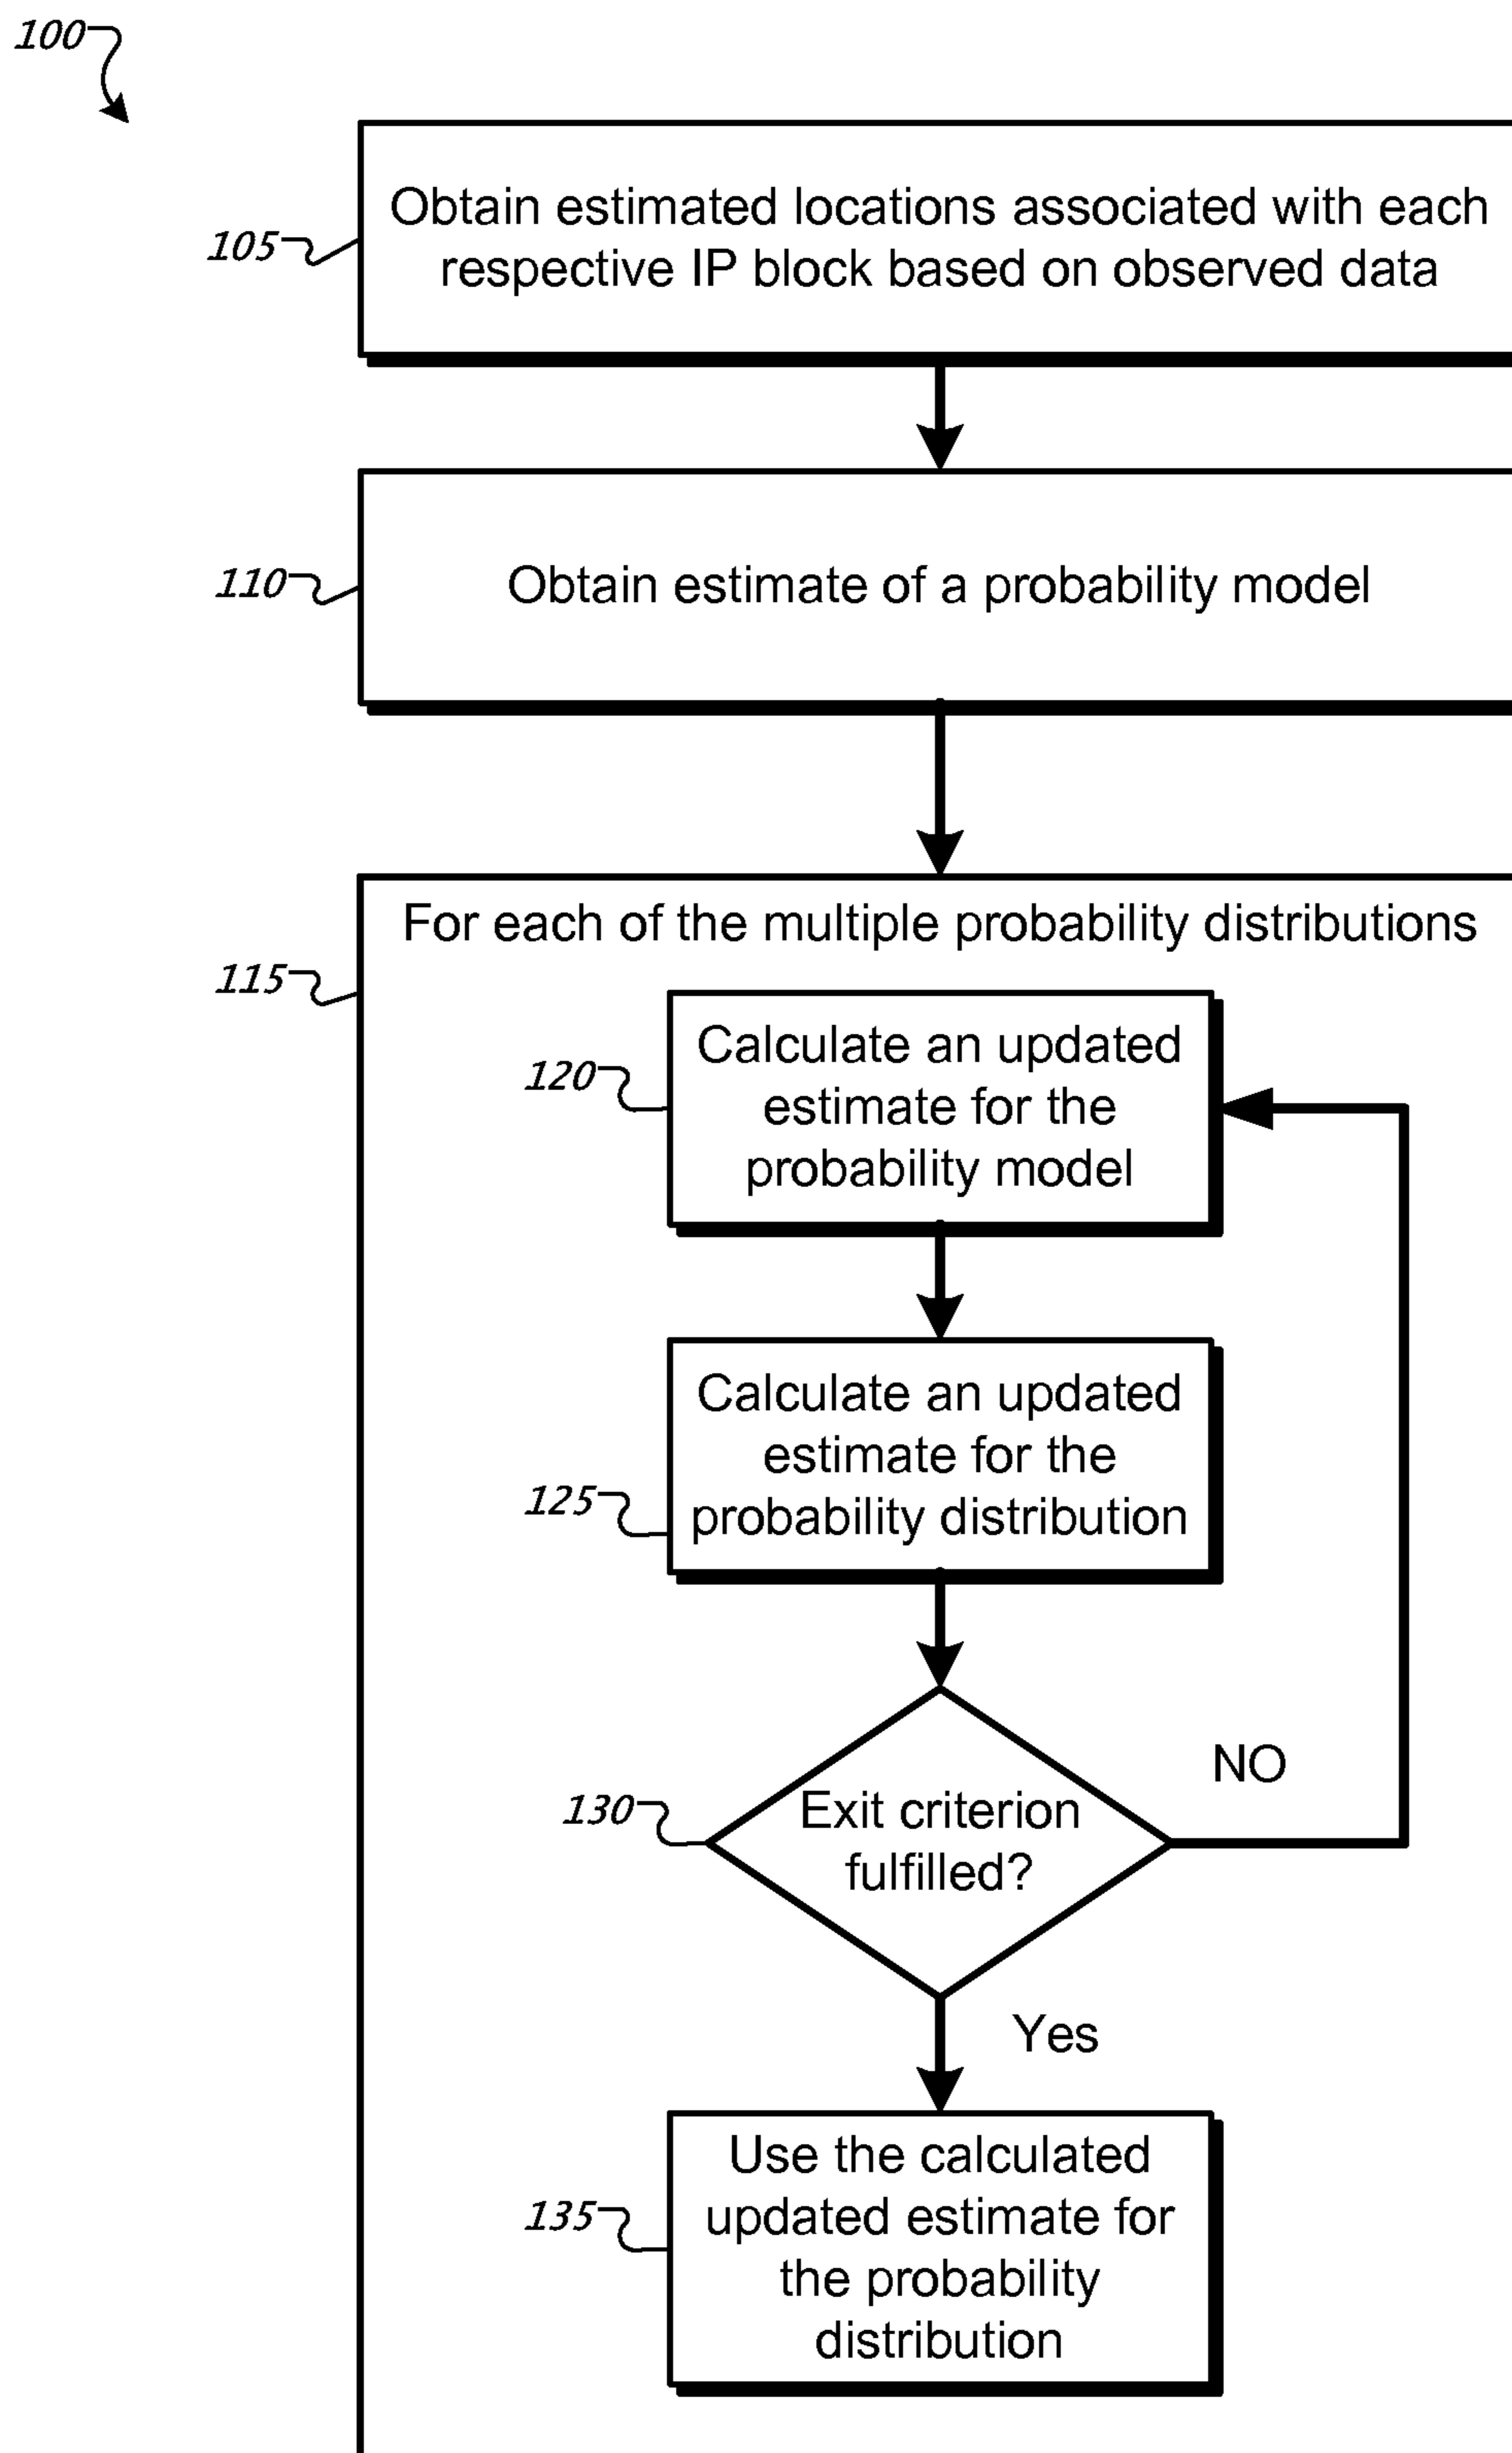 100
105
Obtain estimated locations associated with each
respective IP block based on observed data
110
Obtain estimate of a probability model
115
For each of the multiple probability distributions
120
Calculate an updated
estimate for the
probability model
125
Calculate an updated
estimate for the
probability distribution
130
Exit criterion
fulfilled?
NO
Yes
135
Use the calculated
updated estimate for
the probability
distribution